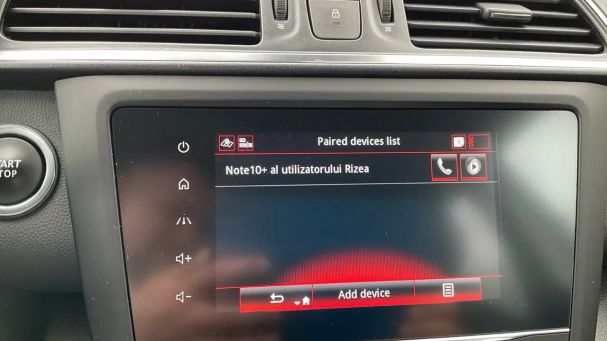 START
STOP
Paired devices list
Note10+ al utilizatorului Rizea
Add device